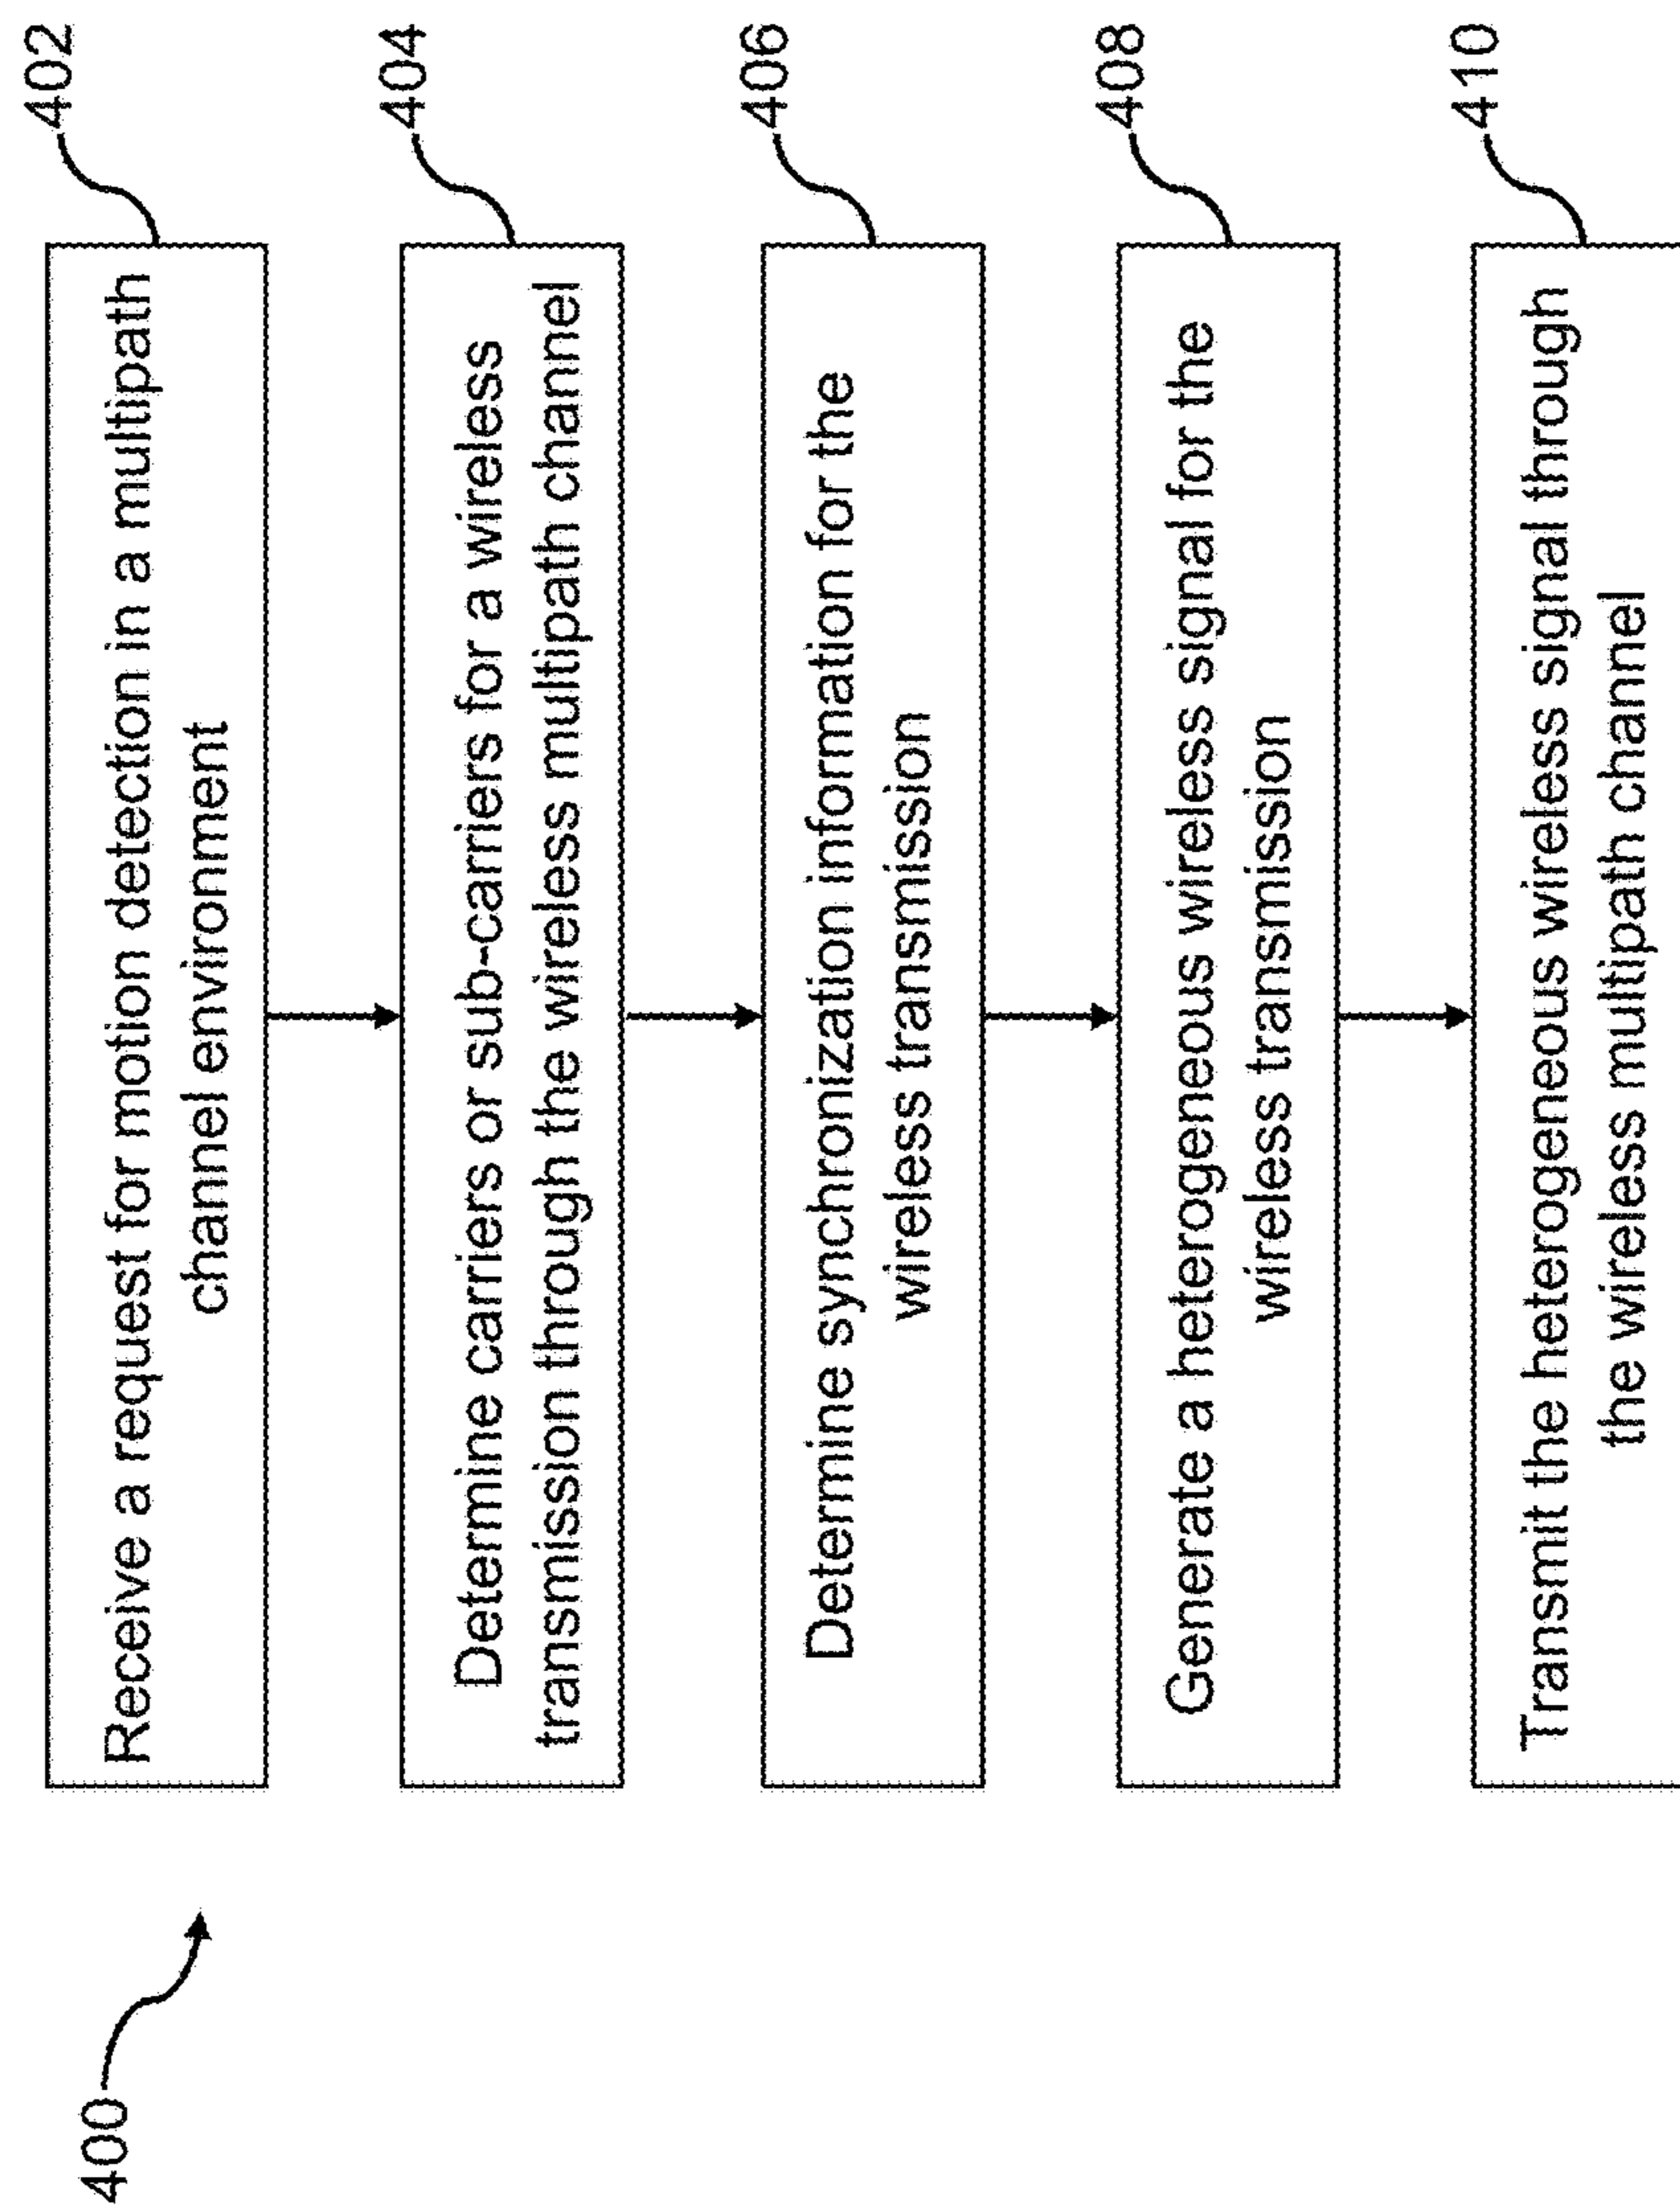 400
Receive a request for motion detection in a multipath
channel environment
402
Determine carriers or sub-carriers for a wireless
transmission through the wireless multipath channel
404
Determine synchronization information for the
wireless transmission
406
Generate a heterogeneous wireless signal for the
wireless transmission
408
Transmit the heterogeneous wireless signal through
the wireless multipath channel
410